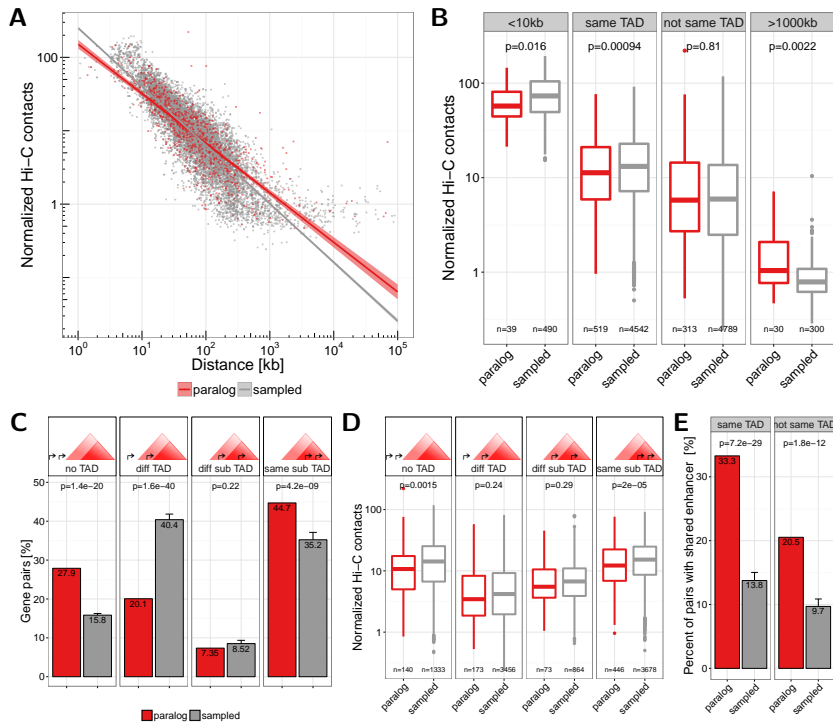 A
Normalized Hi−C contacts
100
1
10^0
10^1
10^2
10^3
10^4
10^5
Distance [kb]
paralog
sampled
B
<10kb
same TAD
not same TAD
>1000kb
p=0.016
p=0.00094
p=0.81
p=0.0022
Normalized Hi−C contacts
100
10
1
n=39
n=490
n=519
n=4542
n=313
n=4789
n=30
n=300
paralog
sampled
paralog
sampled
paralog
sampled
paralog
sampled
C
no TAD
diff TAD
diff sub TAD
same sub TAD
p=1.4e−20
p=1.6e−40
p=0.22
p=4.2e−09
Gene pairs [%]
50
40
30
20
10
0
27.9
15.8
20.1
40.4
7.35
8.52
44.7
35.2
paralog
sampled
D
no TAD
diff TAD
diff sub TAD
same sub TAD
p=0.0015
p=0.24
p=0.29
p=2e−05
Normalized Hi−C contacts
100
10
1
n=140
n=1333
n=173
n=3456
n=73
n=864
n=446
n=3678
paralog
sampled
paralog
sampled
paralog
sampled
paralog
sampled
E
same TAD
not same TAD
p=7.2e−29
p=1.8e−12
Percent of pairs with shared enhancer [%]
30
20
10
0
33.3
13.8
20.5
9.7
paralog
sampled
paralog
sampled